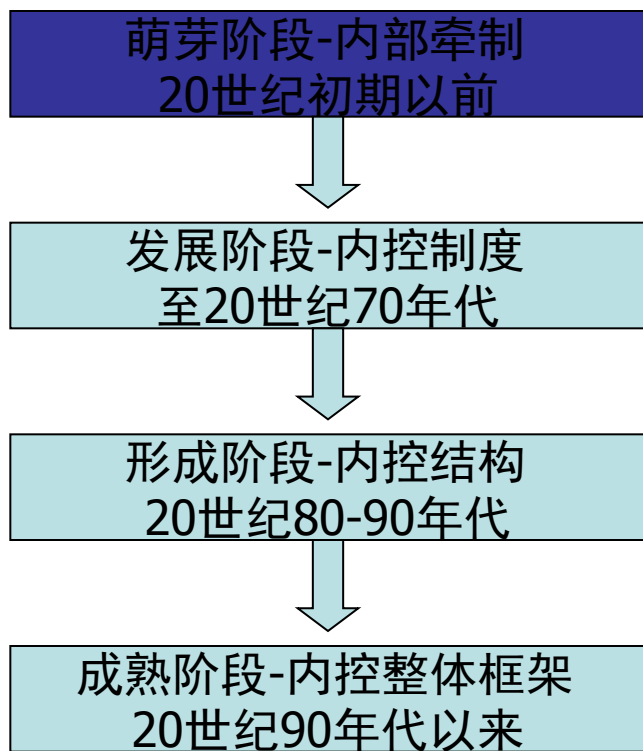 萌芽阶段-内部牵制
20世纪初期以前
发展阶段-内控制度
至20世纪70年代
形成阶段-内控结构
20世纪80-90年代
成熟阶段-内控整体框架
20世纪90年代以来